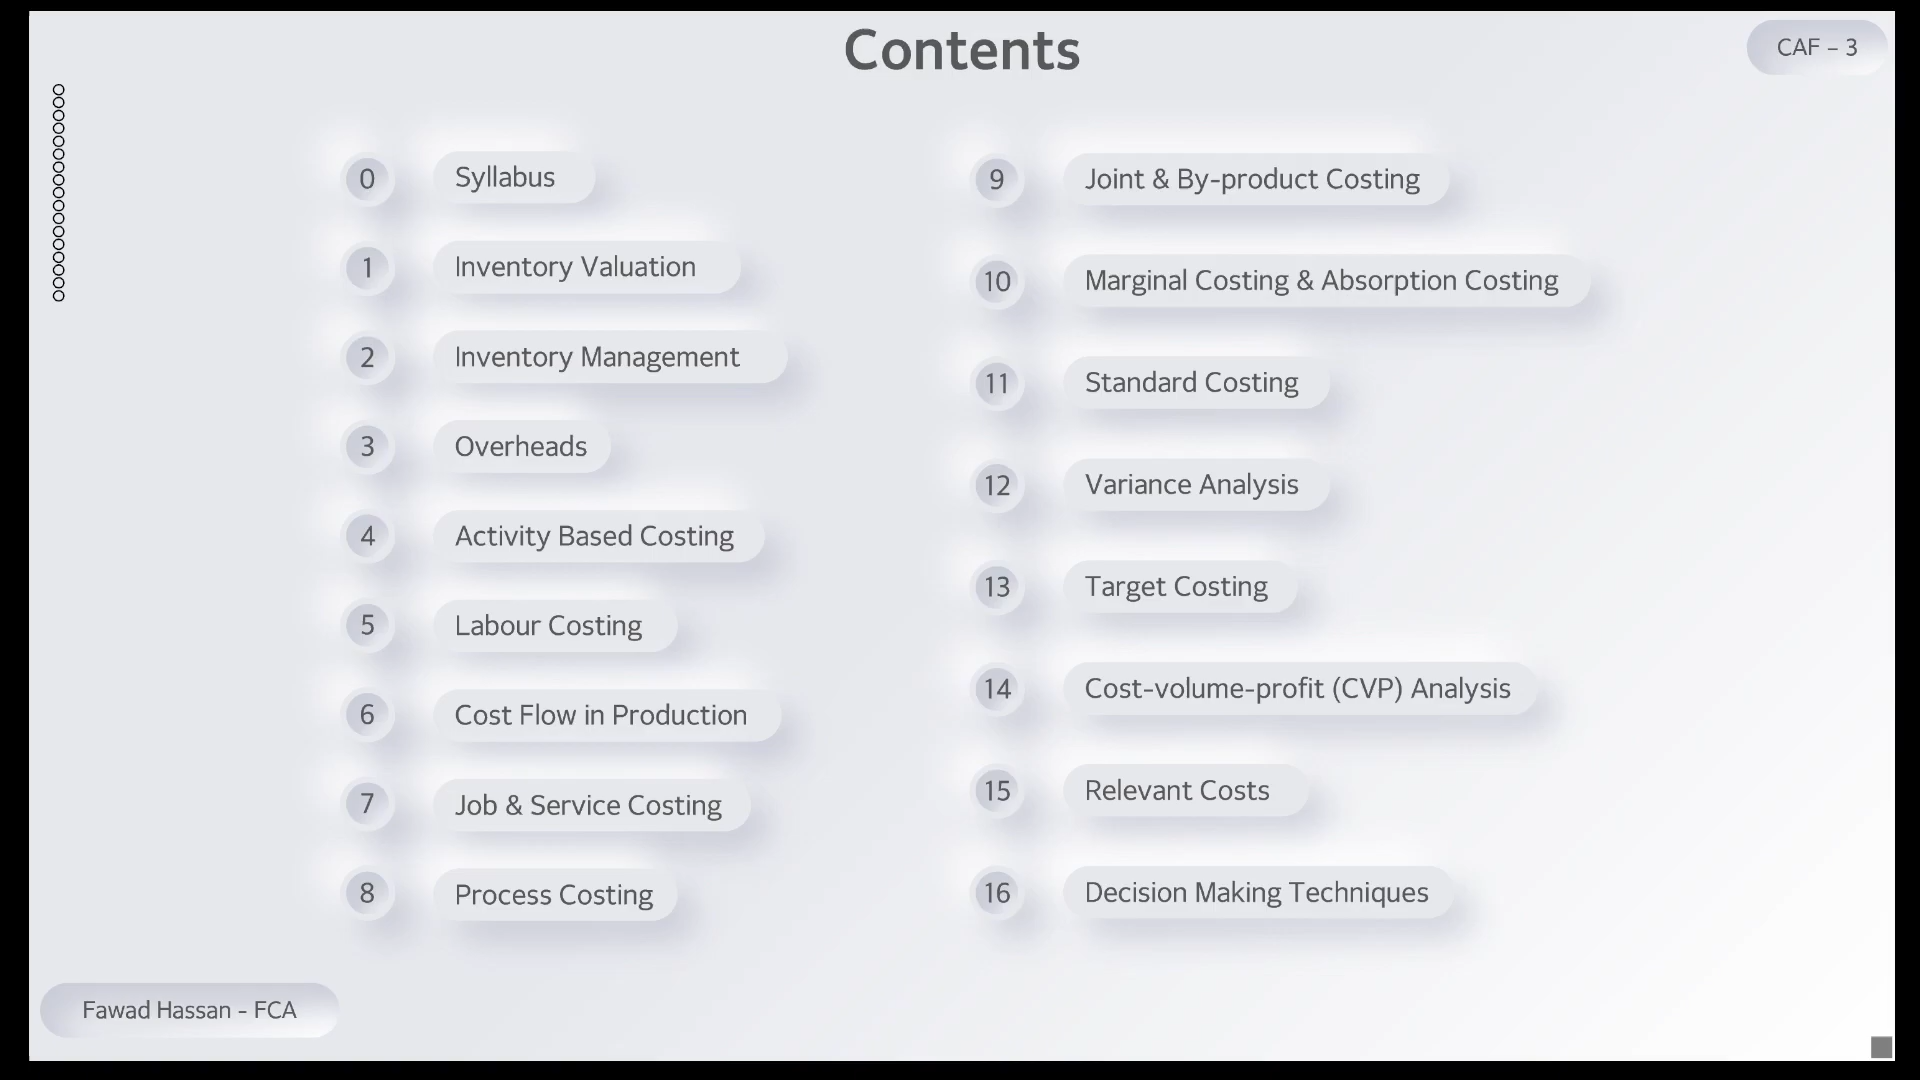 Contents
CAF – 3
0 Syllabus
1 Inventory Valuation
2 Inventory Management
3 Overheads
4 Activity Based Costing
5 Labour Costing
6 Cost Flow in Production
7 Job & Service Costing
8 Process Costing
9 Joint & By-product Costing
10 Marginal Costing & Absorption Costing
11 Standard Costing
12 Variance Analysis
13 Target Costing
14 Cost-volume-profit (CVP) Analysis
15 Relevant Costs
16 Decision Making Techniques
Fawad Hassan - FCA